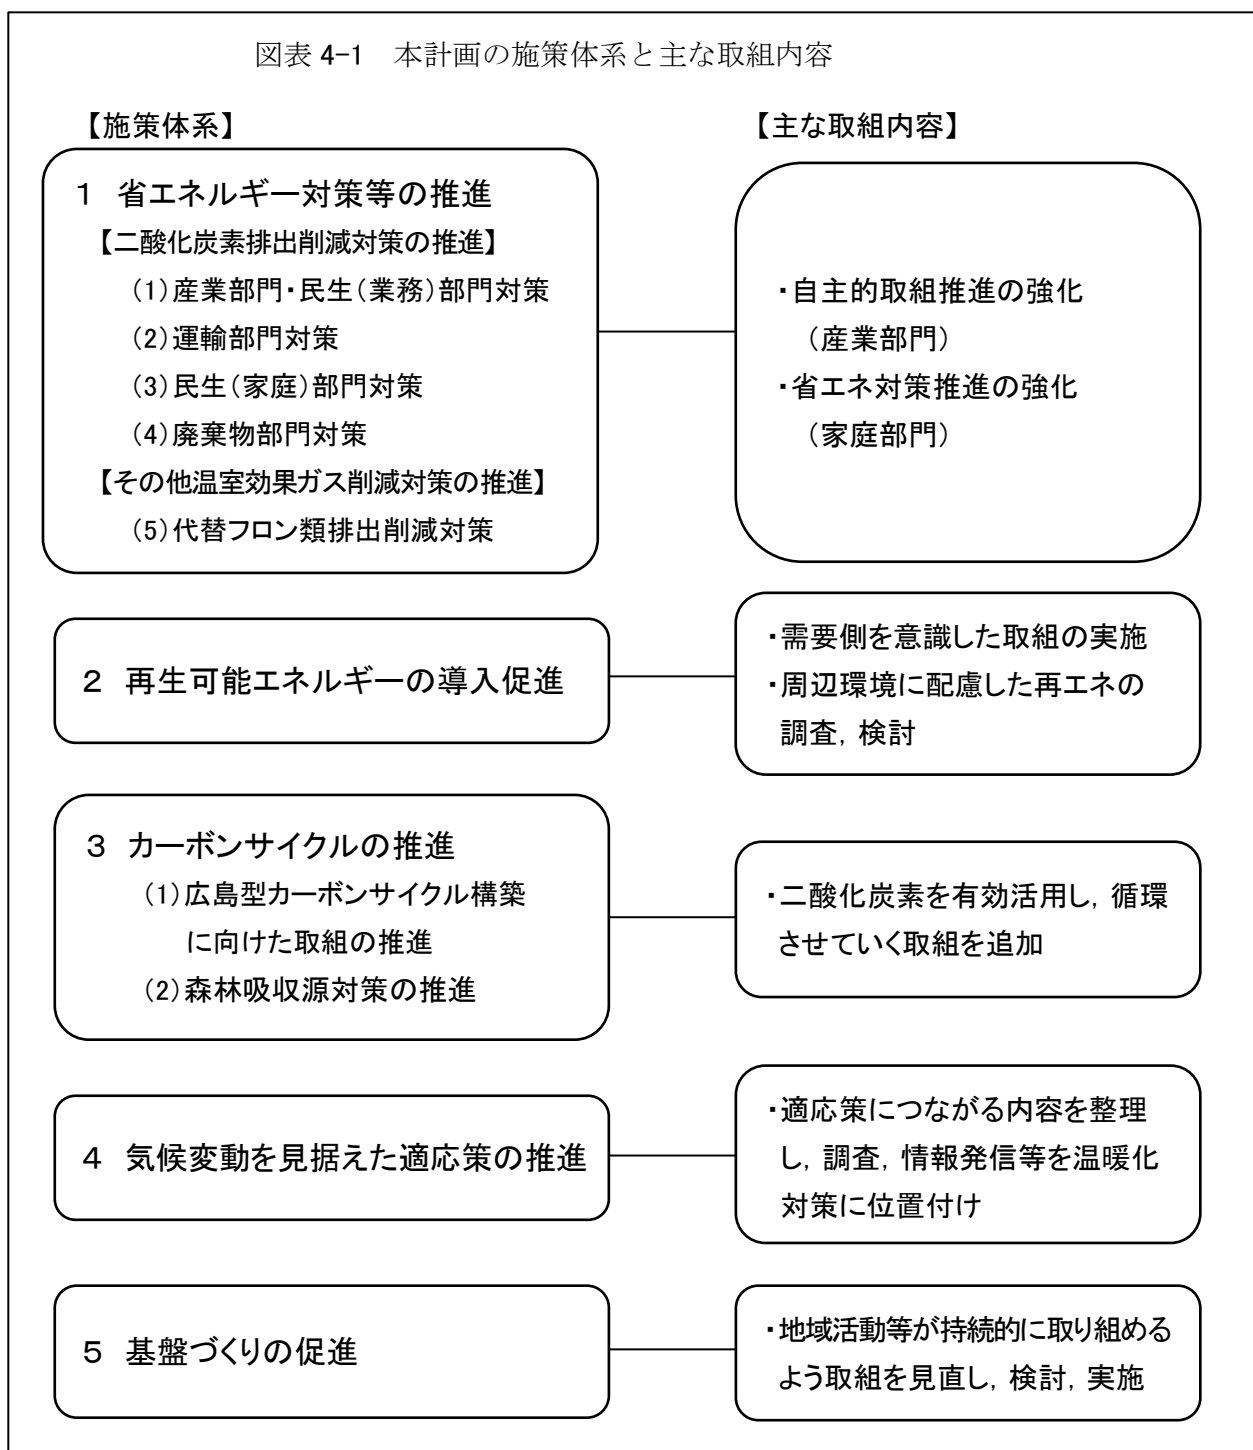 図表 4-1　本計画の施策体系と主な取組内容
【施策体系】
1　省エネルギー対策等の推進
【二酸化炭素排出削減対策の推進】
(1)産業部門・民生(業務)部門対策
(2)運輸部門対策
(3)民生(家庭)部門対策
(4)廃棄物部門対策
【その他温室効果ガス削減対策の推進】
(5)代替フロン類排出削減対策
【主な取組内容】
・自主的取組推進の強化
(産業部門)
・省エネ対策推進の強化
(家庭部門)
2　再生可能エネルギーの導入促進
・需要側を意識した取組の実施
・周辺環境に配慮した再エネの
調査，検討
3　カーボンサイクルの推進
(1)広島型カーボンサイクル構築
に向けた取組の推進
(2)森林吸収源対策の推進
・二酸化炭素を有効活用し，循環
させていく取組を追加
4　気候変動を見据えた適応策の推進
・適応策につながる内容を整理
し，調査，情報発信等を温暖化
対策に位置付け
5　基盤づくりの促進
・地域活動等が持続的に取り組める
よう取組を見直し，検討，実施